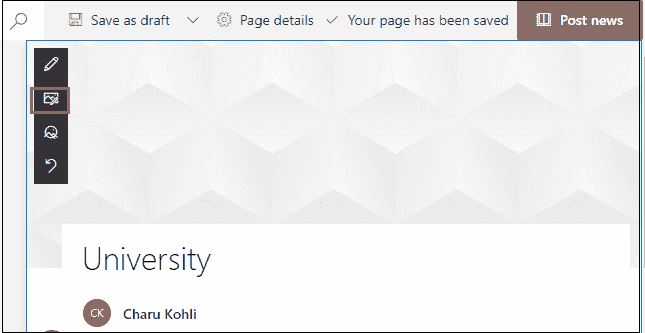 Save as draft Page details Your page has been saved Post news
University
CK Charu Kohli